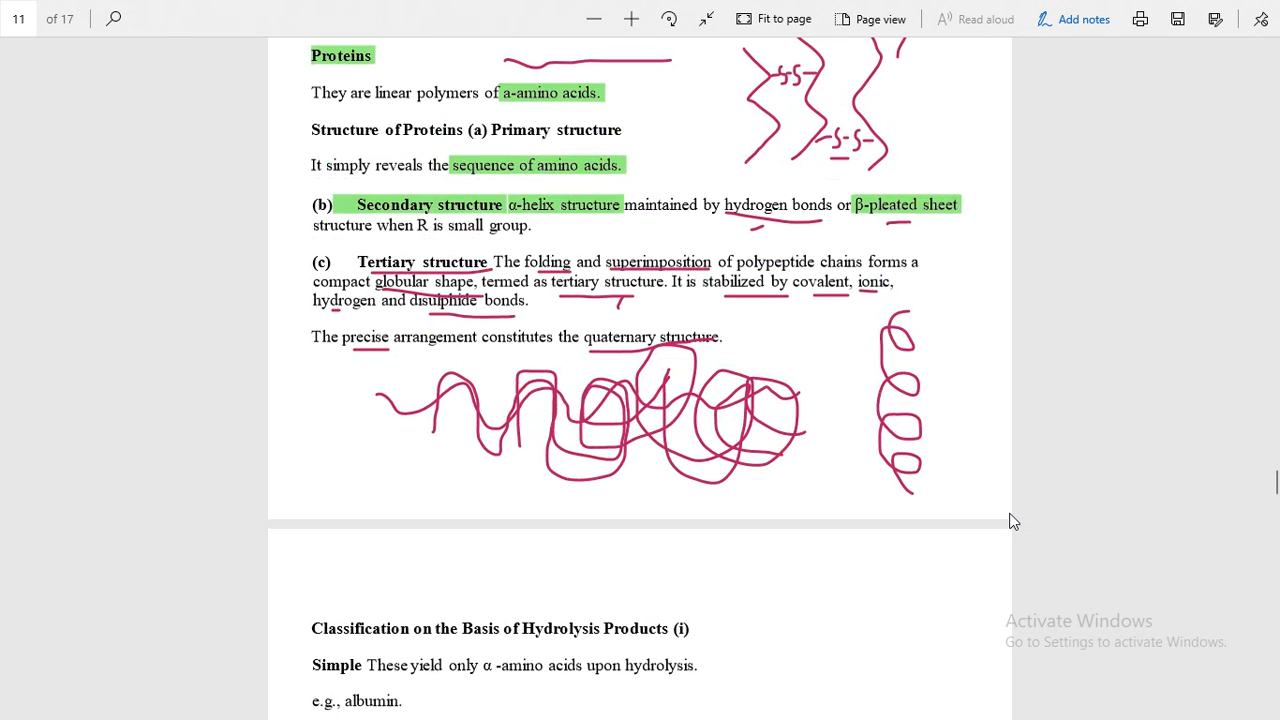 11 of 17 Fit to page Page view Read aloud Add notes
Proteins
They are linear polymers of a-amino acids.
Structure of Proteins (a) Primary structure
It simply reveals the sequence of amino acids.
(b) Secondary structure α-helix structure maintained by hydrogen bonds or β-pleated sheet
structure when R is small group.
(c) Tertiary structure The folding and superimposition of polypeptide chains forms a
compact globular shape, termed as tertiary structure. It is stabilized by covalent, ionic,
hydrogen and disulphide bonds.
The precise arrangement constitutes the quaternary structure.
Classification on the Basis of Hydrolysis Products (i)
Simple These yield only α -amino acids upon hydrolysis.
e.g., albumin.
Activate Windows
Go to Settings to activate Windows.